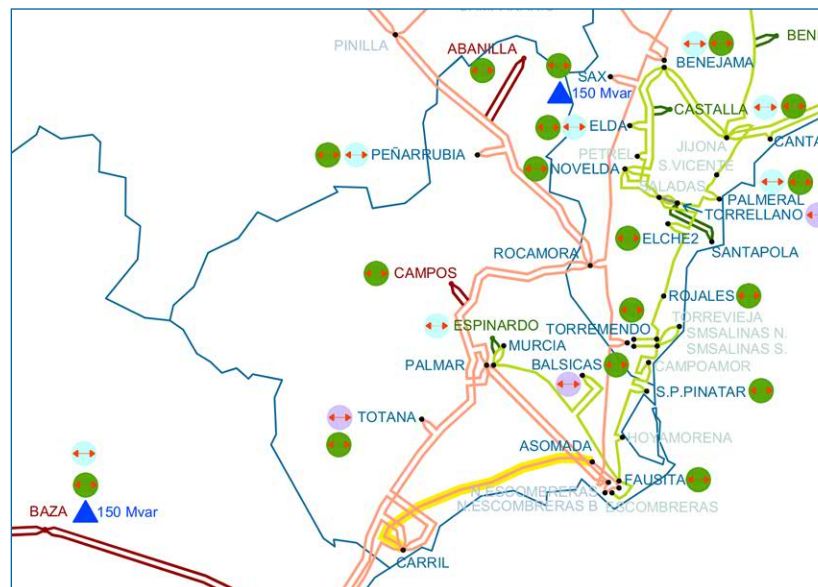 PINILLA
ABANILLA
150 Mvar
SAX
BENEJAMA
BENI
CASTALLA
ELDA
PEÑARRUBIA
PETREL
JIJONA
CANTA
NOVELDA
S.VICENTE
SALADAS
PALMERAL
TORRELLANO
ELCHE2
SANTAPOLA
ROCAMORA
CAMPOS
ROJALES
ESPINARDO
MURCIA
TORREMENDO
TORREVIEJA
SMSALINAS N.
SMSALINAS S.
PALMAR
BALSICAS
CAMPOAMOR
S.P.PINATAR
TOTANA
ASOMADA
HOYAMORENA
FAUSITA
N.ESCOMBRERAS
N.ESCOMBRERAS B
ESCOMBRERAS
BAZA
150 Mvar
CARRIL